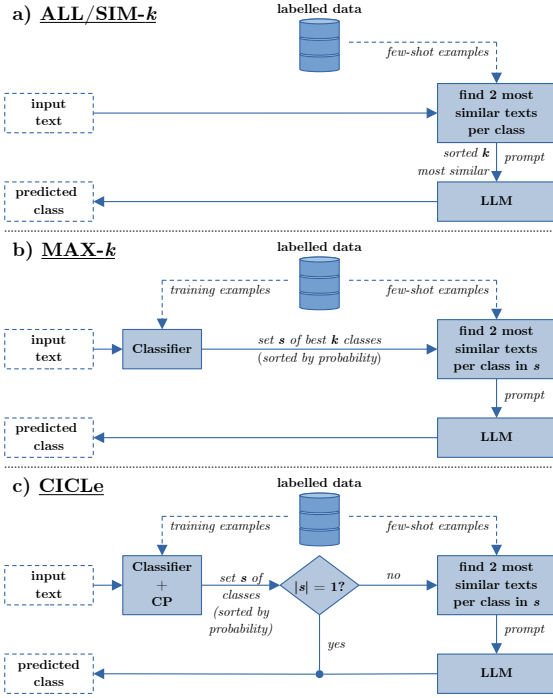 a) ALL/SIM-k
labelled data
few-shot examples
input
text
find 2 most
similar texts
per class
sorted k
most similar
prompt
predicted
class
LLM
b) MAX-k
labelled data
training examples
few-shot examples
input
text
Classifier
set s of best k classes
(sorted by probability)
find 2 most
similar texts
per class in s
prompt
predicted
class
LLM
c) CICLe
labelled data
training examples
few-shot examples
input
text
Classifier
+
CP
set s of
classes
(sorted by
probability)
|s| = 1?
no
find 2 most
similar texts
per class in s
yes
prompt
predicted
class
LLM